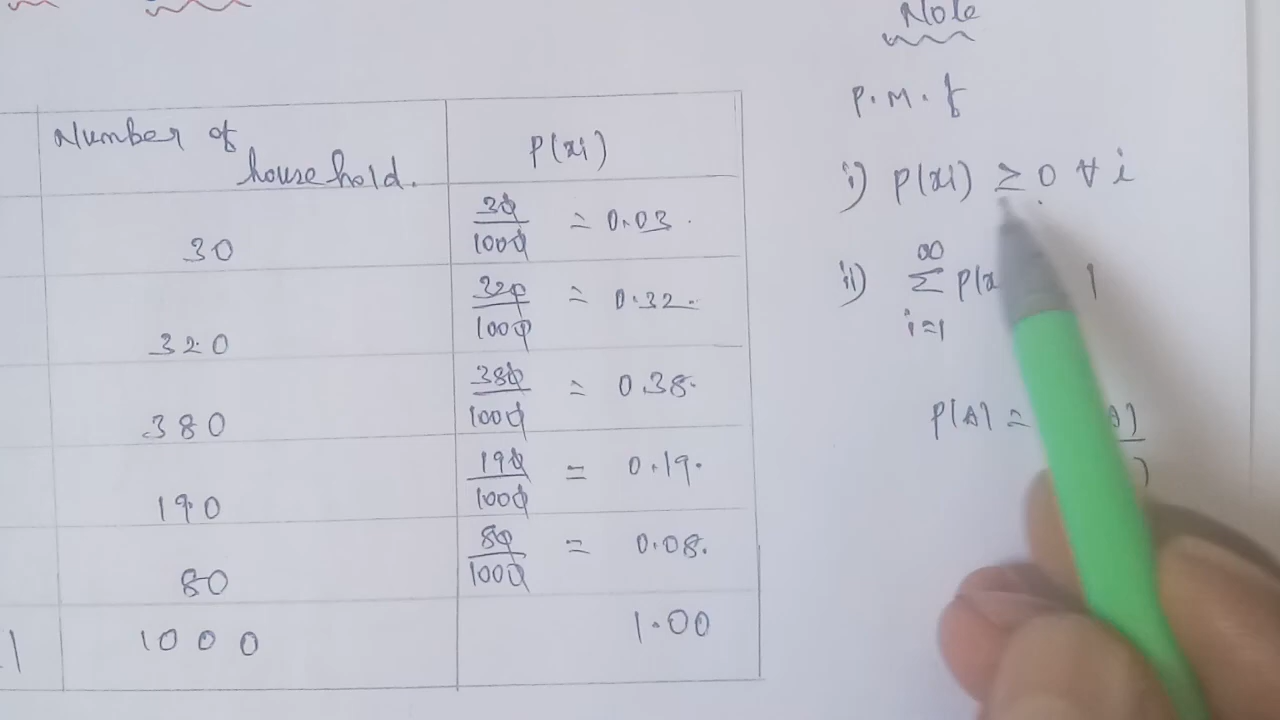 Number of household.
P(xi)
30
30/1000 = 0.03
320
320/1000 = 0.32
380
380/1000 = 0.38
190
190/1000 = 0.19
80
80/1000 = 0.08
1000
1.00
Note
P.M.f
i) P(xi) ≥ 0 ∀ i
ii) ∞ Σ i=1 P(x 1
P(A) = A)
)